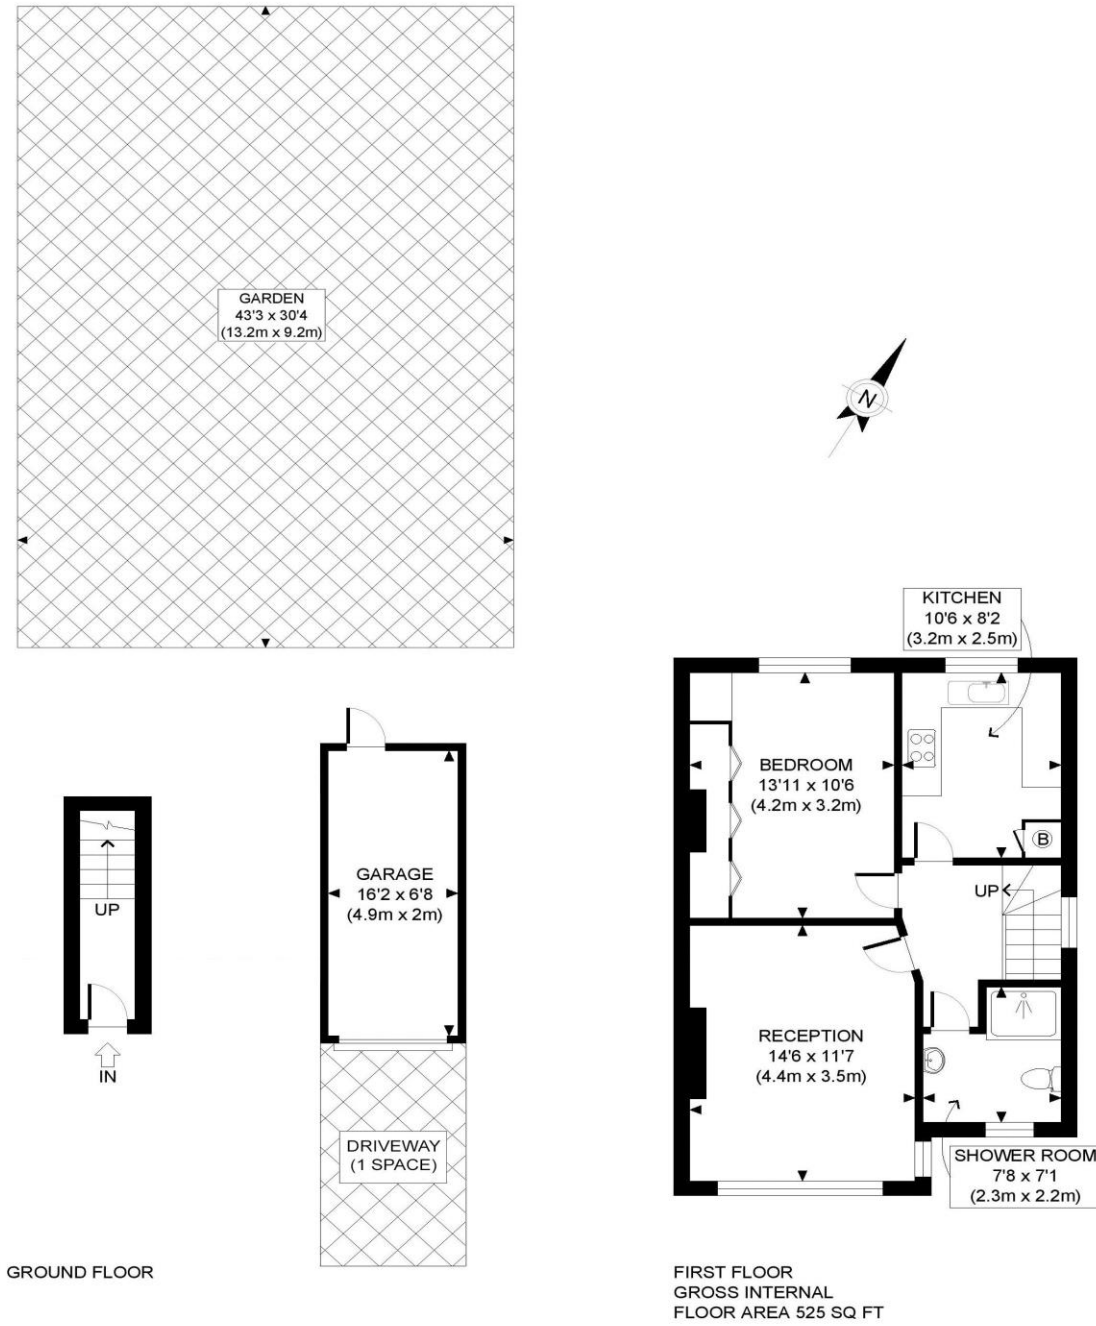 GARDEN
43'3 x 30'4
(13.2m x 9.2m)
N
KITCHEN
10'6 x 8'2
(3.2m x 2.5m)
BEDROOM
13'11 x 10'6
(4.2m x 3.2m)
B
UP
GARAGE
16'2 x 6'8
(4.9m x 2m)
UP
IN
RECEPTION
14'6 x 11'7
(4.4m x 3.5m)
DRIVEWAY
(1 SPACE)
SHOWER ROOM
7'8 x 7'1
(2.3m x 2.2m)
GROUND FLOOR
FIRST FLOOR
GROSS INTERNAL
FLOOR AREA 525 SQ FT